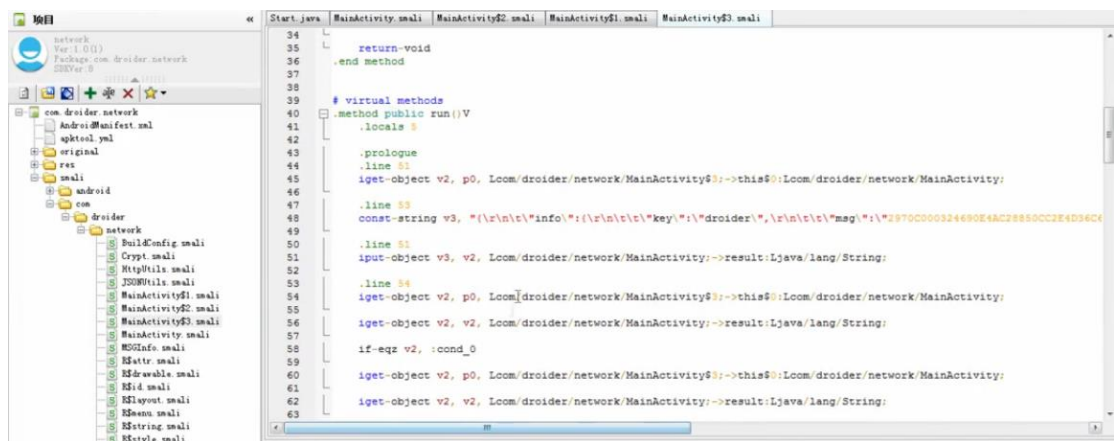 项目
«
network
Ver:1.0(1)
Package:com.droider.network
SDKVer:8
com.droider.network
AndroidManifest.xml
apktool.yml
original
res
smali
android
com
droider
network
BuildConfig.smali
Crypt.smali
HttpUtils.smali
JSONUtils.smali
MainActivity$1.smali
MainActivity$2.smali
MainActivity$3.smali
MainActivity.smali
MSGInfo.smali
R$attr.smali
R$drawable.smali
R$id.smali
R$layout.smali
R$menu.smali
R$string.smali
R$style.smali
Start.java MainActivity.smali MainActivity$2.smali MainActivity$1.smali MainActivity$3.smali
34
35 return-void
36 .end method
37
38
39 # virtual methods
40 .method public run()V
41 .locals 5
42
43 .prologue
44 .line 51
45 iget-object v2, p0, Lcom/droider/network/MainActivity$3;->this$0:Lcom/droider/network/MainActivity;
46
47 .line 53
48 const-string v3, "{\r\n\t\"info\":{\r\n\t\t\"key\":\"droider\",\r\n\t\t\"msg\":\"2970C000324690E4AC28850CC2E4D36C6
49
50 .line 51
51 iput-object v3, v2, Lcom/droider/network/MainActivity;->result:Ljava/lang/String;
52
53 .line 54
54 iget-object v2, p0, Lcom/droider/network/MainActivity$3;->this$0:Lcom/droider/network/MainActivity;
55
56 iget-object v2, v2, Lcom/droider/network/MainActivity;->result:Ljava/lang/String;
57
58 if-eqz v2, :cond_0
59
60 iget-object v2, p0, Lcom/droider/network/MainActivity$3;->this$0:Lcom/droider/network/MainActivity;
61
62 iget-object v2, v2, Lcom/droider/network/MainActivity;->result:Ljava/lang/String;
63